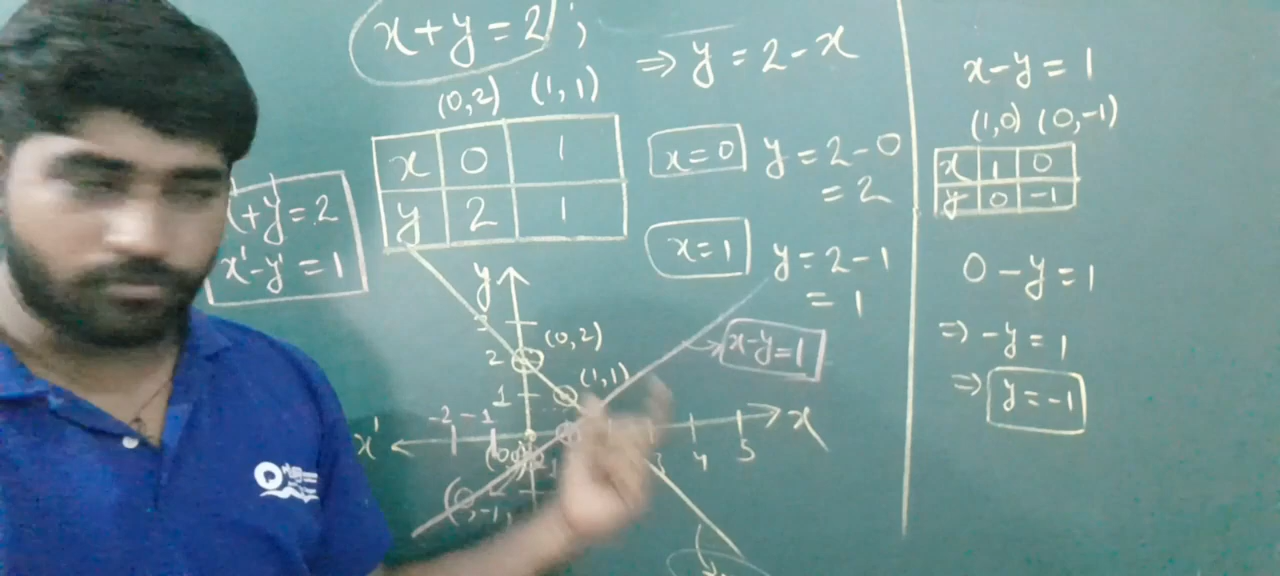 x+y=2;
⇒ y = 2-x
(0,2) (1,1)
x 0 1
y 2 1
x=0 y = 2-0
= 2
x=1 y = 2-1
= 1
+y=2
x-y=1
y
3
2 (0,2)
1 (1,1)
x-y=1
-2 -1
x' x
4 5
x-y=1
(1,0) (0,-1)
x 1 0
y 0 -1
0-y=1
⇒ -y = 1
⇒ y=-1